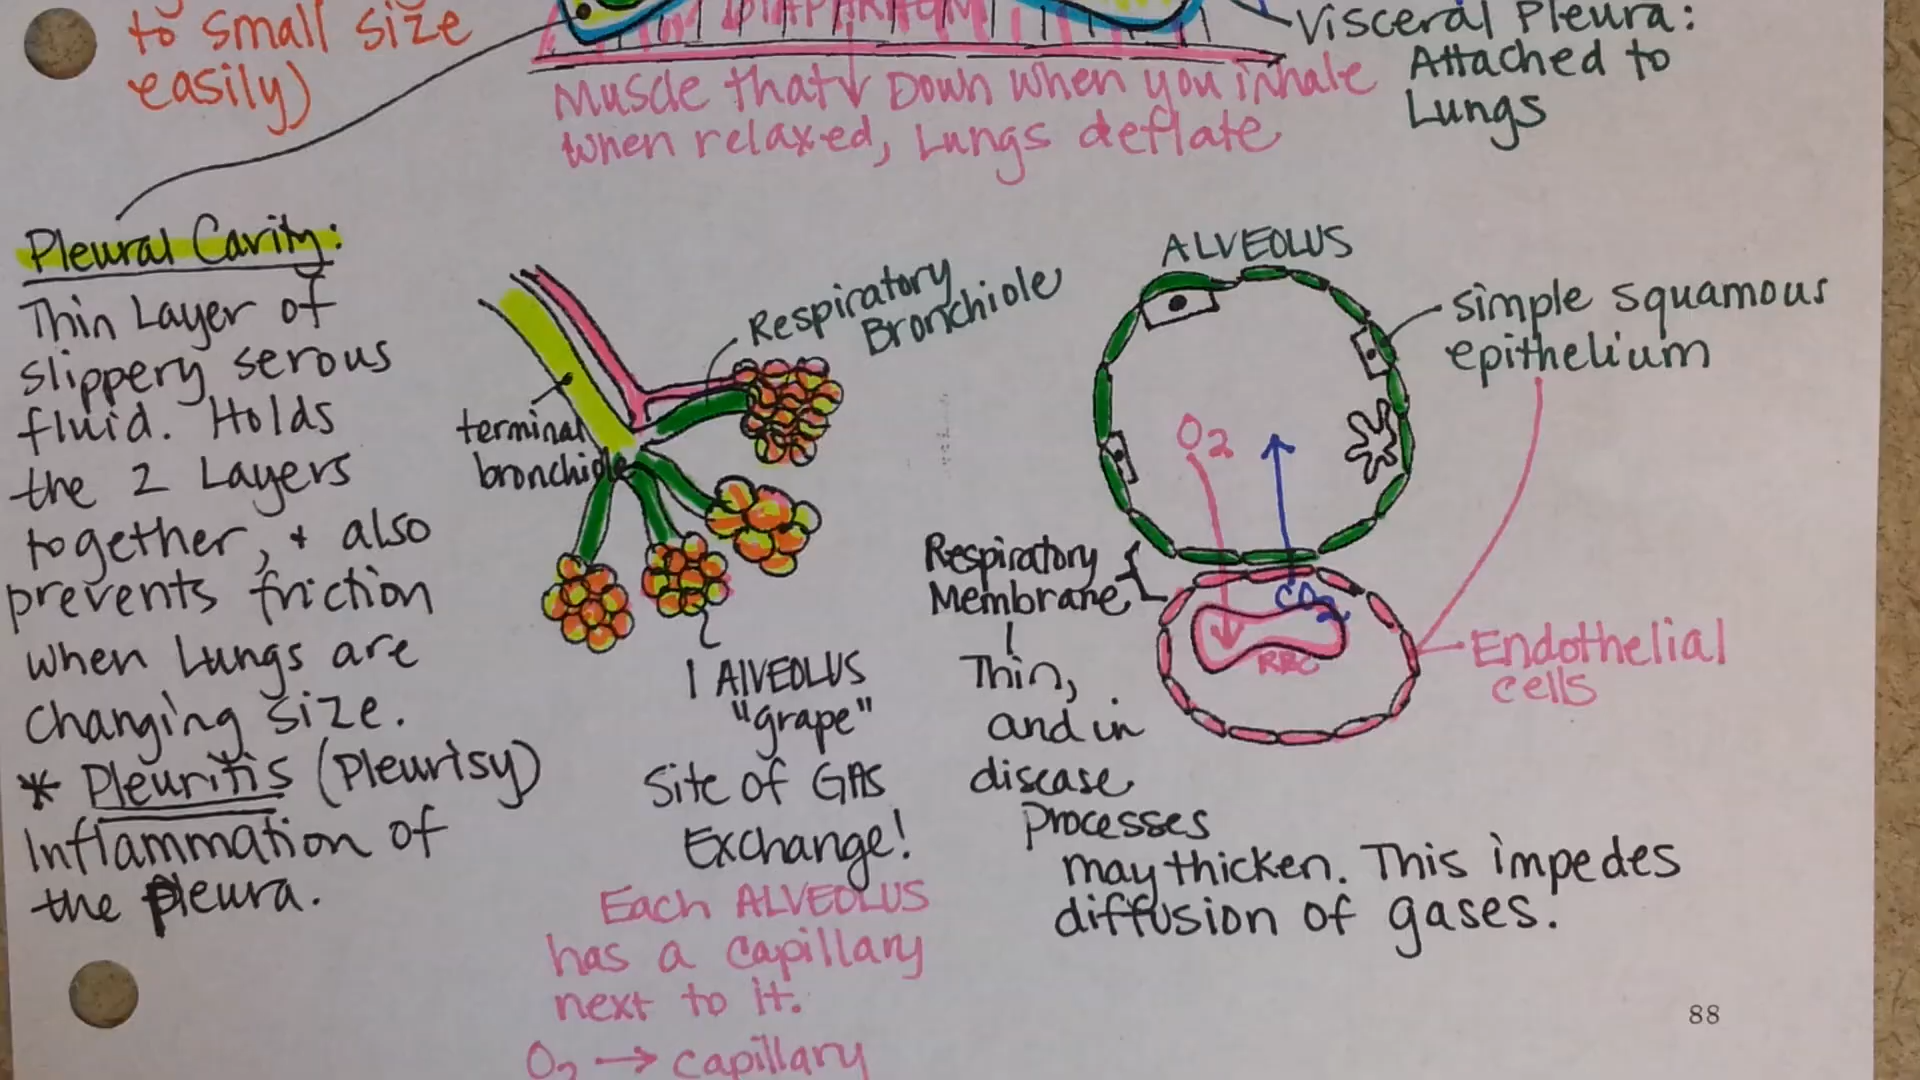 to small size
easily)
DIAPHRAGM
Muscle that ↓ Down when you inhale
when relaxed, Lungs deflate
Visceral Pleura:
Attached to
Lungs
Pleural Cavity:
Thin Layer of
slippery serous
fluid. Holds
the 2 Layers
together, + also
prevents friction
when Lungs are
changing size.
* Pleuritis (Pleurisy)
Inflammation of
the Pleura.
Respiratory
Bronchiole
terminal
bronchiole
1 AlVEOLUS
"grape"
Site of GAS
Exchange!
Each ALVEOLUS
has a capillary
next to it.
O2 → capillary
ALVEOLUS
simple squamous
epithelium
O2
CO2
RBC
Respiratory
Membrane
Thin,
and in
disease
Processes
may thicken. This impedes
diffusion of gases.
Endothelial
cells
88